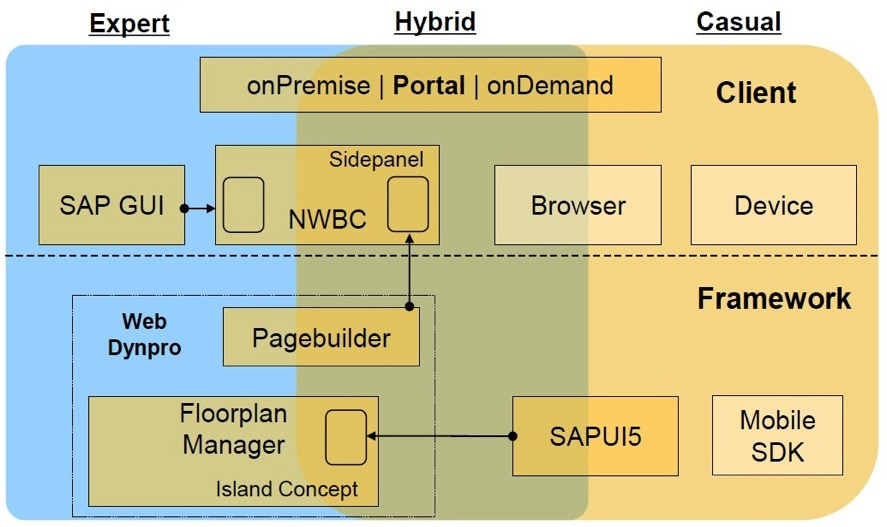 Expert
Hybrid
Casual
onPremise | Portal | onDemand
Client
Sidepanel
SAP GUI
NWBC
Browser
Device
Framework
Web
Dynpro
Pagebuilder
Floorplan
Manager
Island Concept
SAPUI5
Mobile
SDK